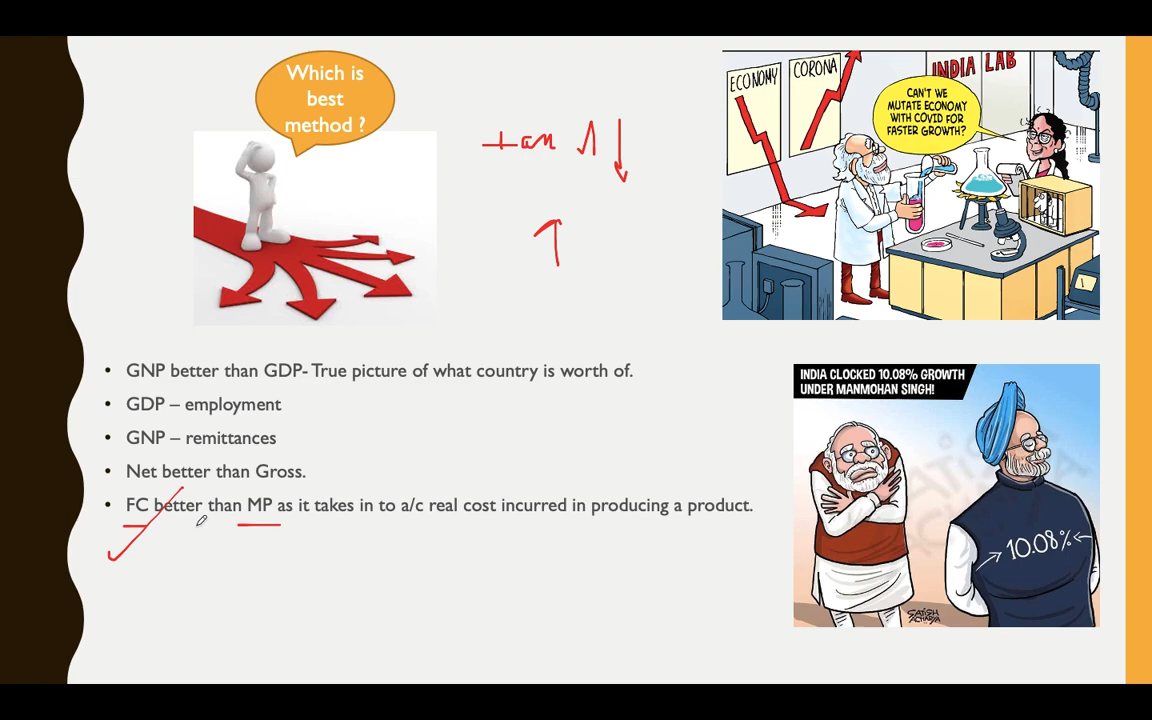 Which is
best
method ?
ECONOMY
CORONA
INDIA LAB
CAN'T WE
MUTATE ECONOMY
WITH COVID FOR
FASTER GROWTH?
• GNP better than GDP- True picture of what country is worth of.
• GDP – employment
• GNP – remittances
• Net better than Gross.
• FC better than MP as it takes in to a/c real cost incurred in producing a product.
INDIA CLOCKED 10.08% GROWTH
UNDER MANMOHAN SINGH!
10.08%
SATISH
ACHARYA